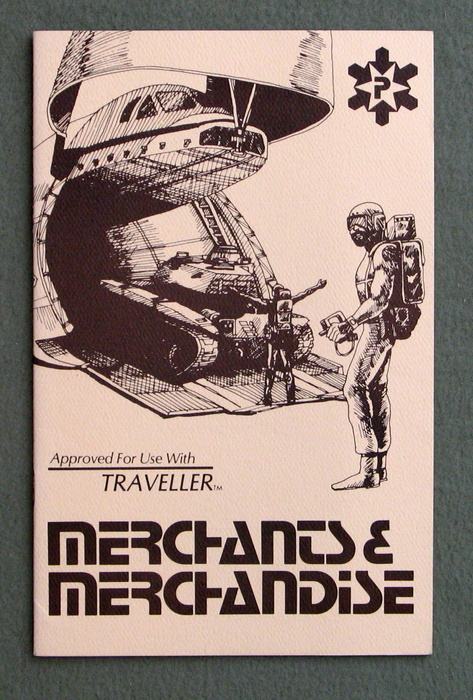 P
Approved For Use With
TRAVELLER™
MERCHANTS &
MERCHANDISE